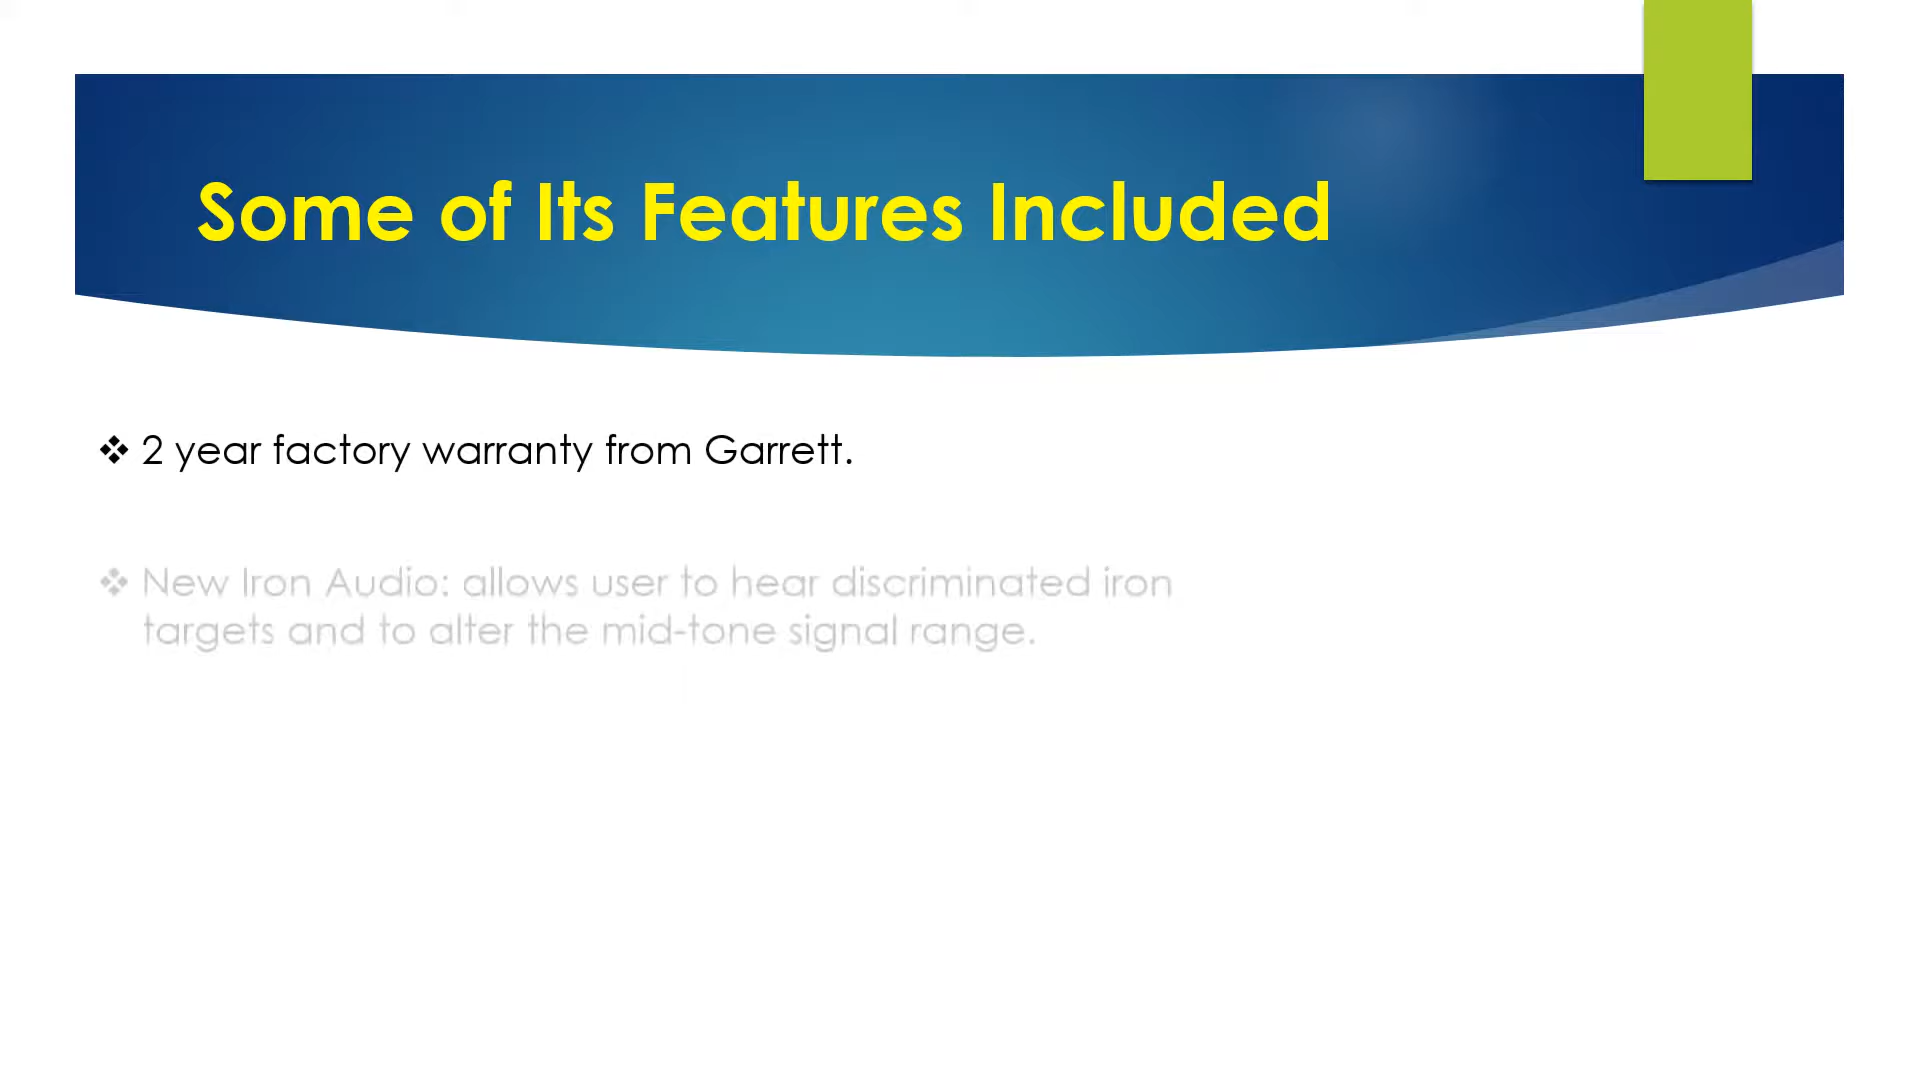 Some of Its Features Included
❖ 2 year factory warranty from Garrett.
❖ New Iron Audio: allows user to hear discriminated iron
targets and to alter the mid-tone signal range.